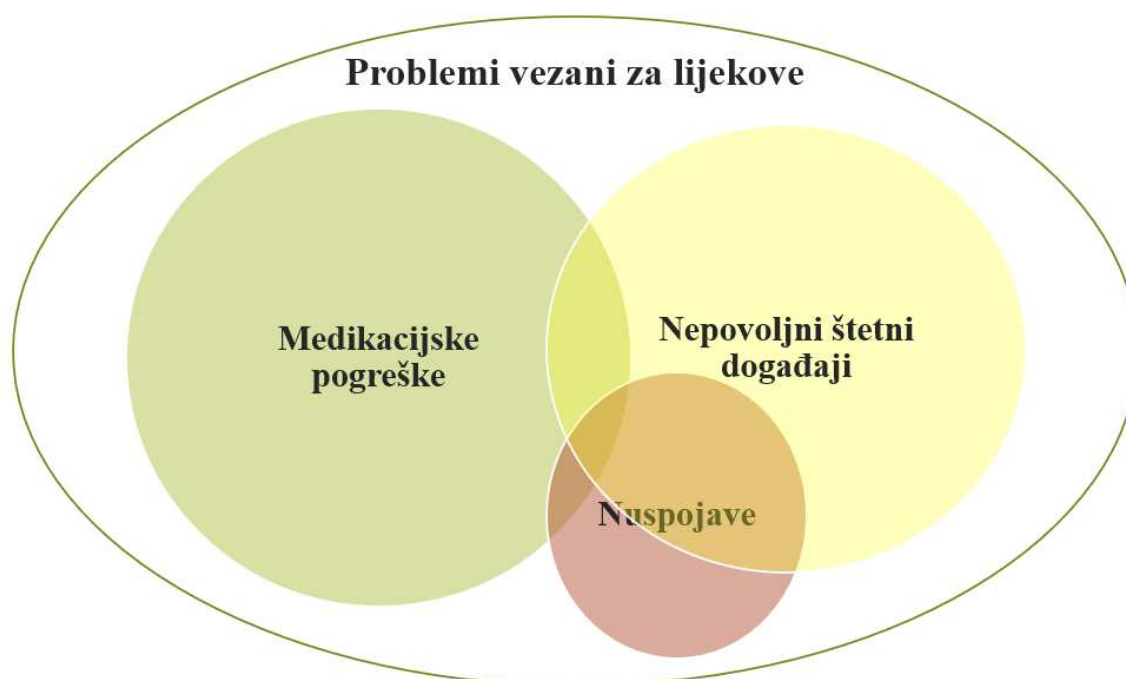 Problemi vezani za lijekove
Medikacijske
pogreške
Nepovoljni štetni
događaji
Nuspojave